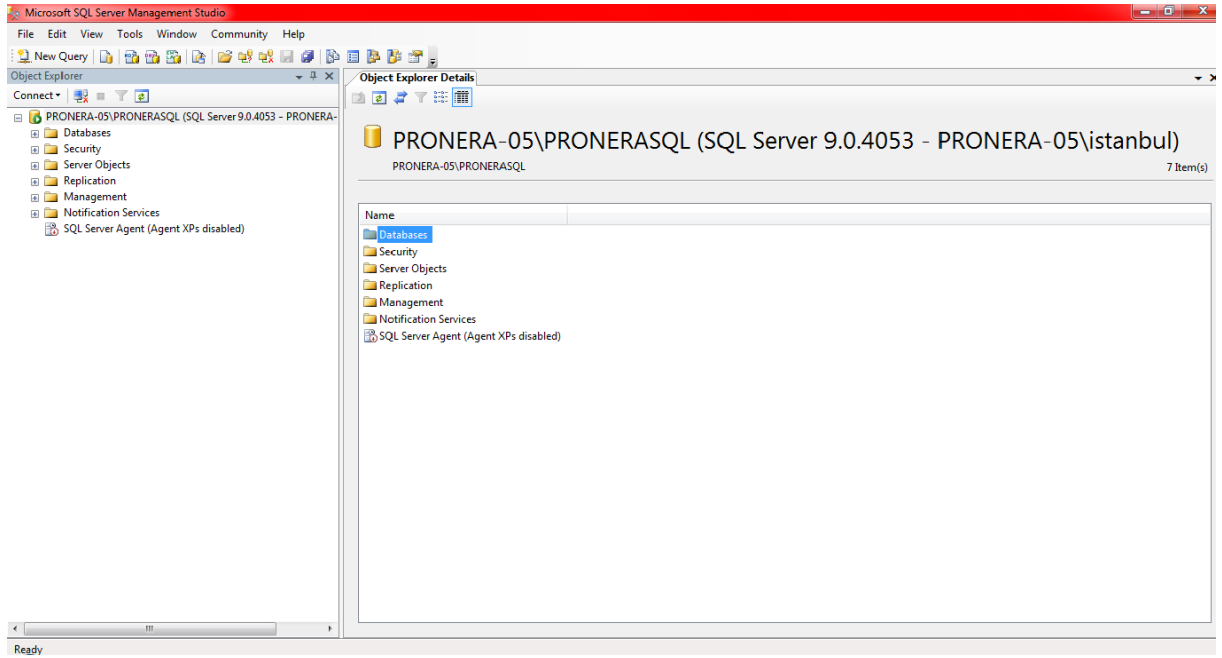 Microsoft SQL Server Management Studio
File Edit View Tools Window Community Help
New Query
Object Explorer
Connect
PRONERA-05\PRONERASQL (SQL Server 9.0.4053 - PRONERA-
Databases
Security
Server Objects
Replication
Management
Notification Services
SQL Server Agent (Agent XPs disabled)
Object Explorer Details
PRONERA-05\PRONERASQL (SQL Server 9.0.4053 - PRONERA-05\istanbul)
PRONERA-05\PRONERASQL
7 Item(s)
Name
Databases
Security
Server Objects
Replication
Management
Notification Services
SQL Server Agent (Agent XPs disabled)
Ready